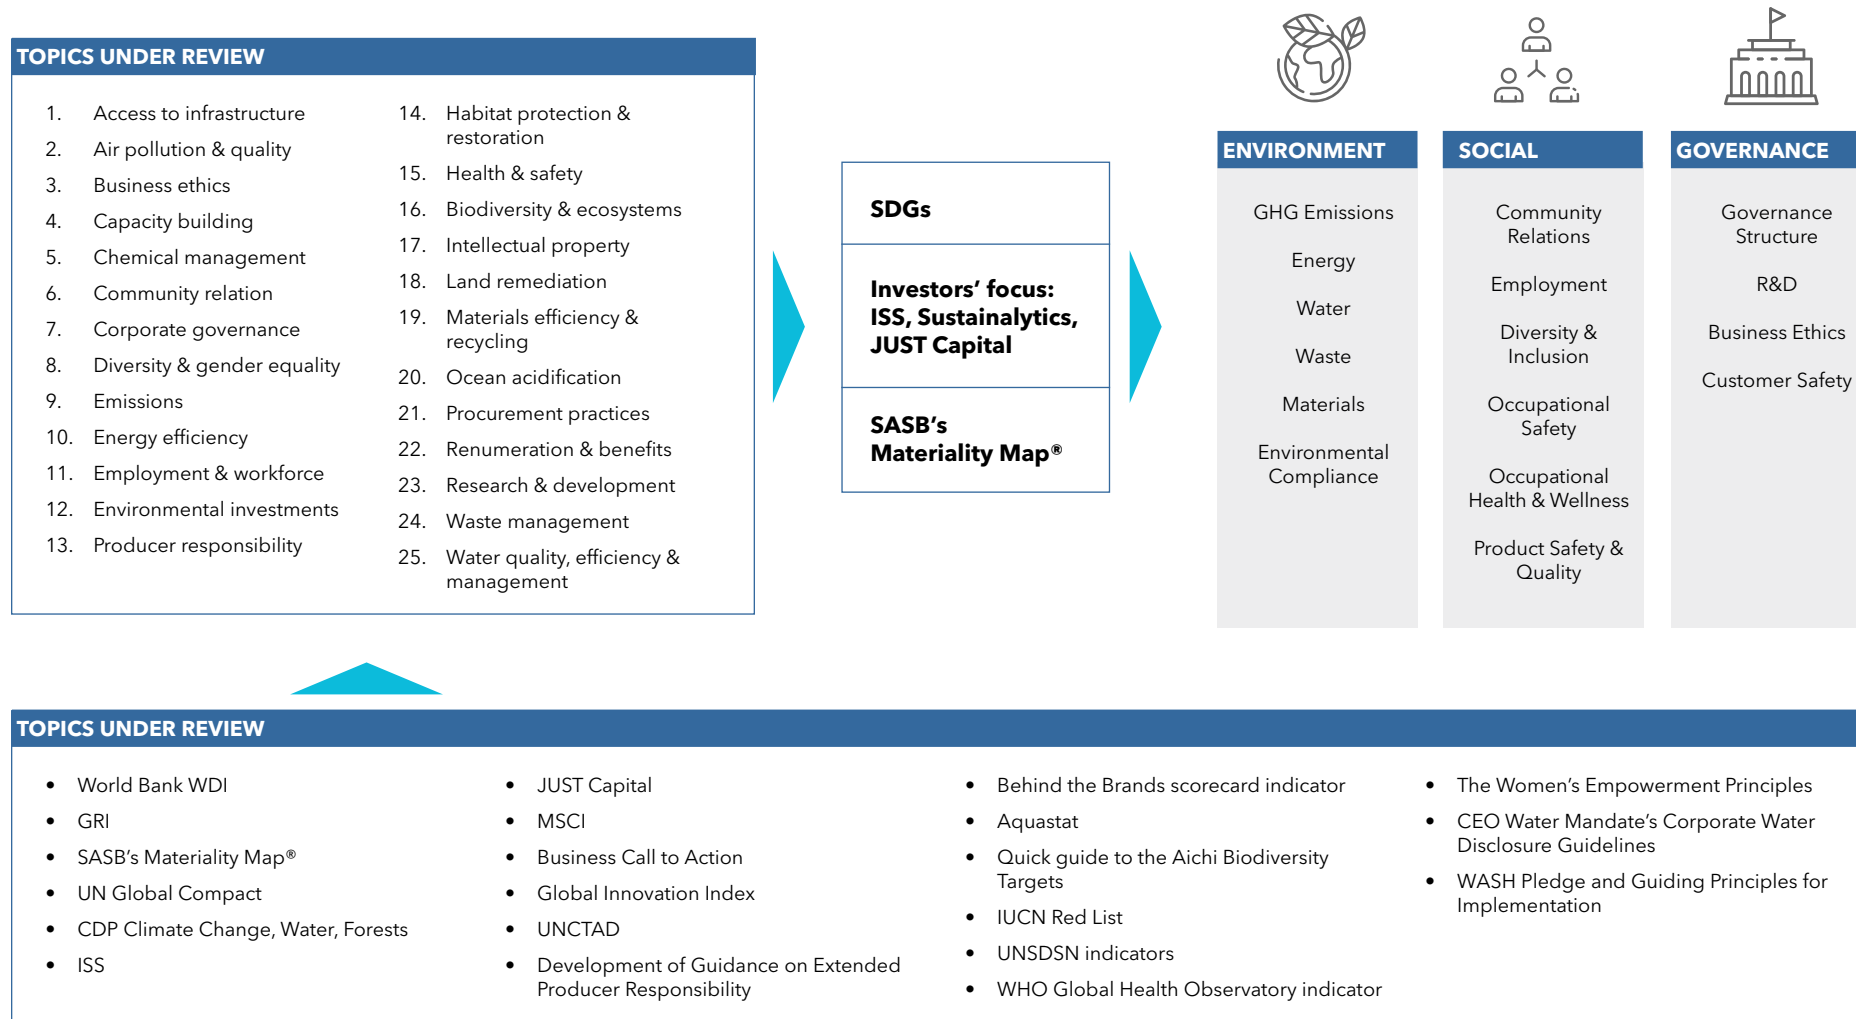 TOPICS UNDER REVIEW
1. Access to infrastructure
2. Air pollution & quality
3. Business ethics
4. Capacity building
5. Chemical management
6. Community relation
7. Corporate governance
8. Diversity & gender equality
9. Emissions
10. Energy efficiency
11. Employment & workforce
12. Environmental investments
13. Producer responsibility
14. Habitat protection &
restoration
15. Health & safety
16. Biodiversity & ecosystems
17. Intellectual property
18. Land remediation
19. Materials efficiency &
recycling
20. Ocean acidification
21. Procurement practices
22. Renumeration & benefits
23. Research & development
24. Waste management
25. Water quality, efficiency &
management
SDGs
Investors’ focus:
ISS, Sustainalytics,
JUST Capital
SASB’s
Materiality Map®
ENVIRONMENT
GHG Emissions
Energy
Water
Waste
Materials
Environmental
Compliance
SOCIAL
Community
Relations
Employment
Diversity &
Inclusion
Occupational
Safety
Occupational
Health & Wellness
Product Safety &
Quality
GOVERNANCE
Governance
Structure
R&D
Business Ethics
Customer Safety
TOPICS UNDER REVIEW
• World Bank WDI
• GRI
• SASB’s Materiality Map®
• UN Global Compact
• CDP Climate Change, Water, Forests
• ISS
• JUST Capital
• MSCI
• Business Call to Action
• Global Innovation Index
• UNCTAD
• Development of Guidance on Extended
Producer Responsibility
• Behind the Brands scorecard indicator
• Aquastat
• Quick guide to the Aichi Biodiversity
Targets
• IUCN Red List
• UNSDSN indicators
• WHO Global Health Observatory indicator
• The Women’s Empowerment Principles
• CEO Water Mandate’s Corporate Water
Disclosure Guidelines
• WASH Pledge and Guiding Principles for
Implementation